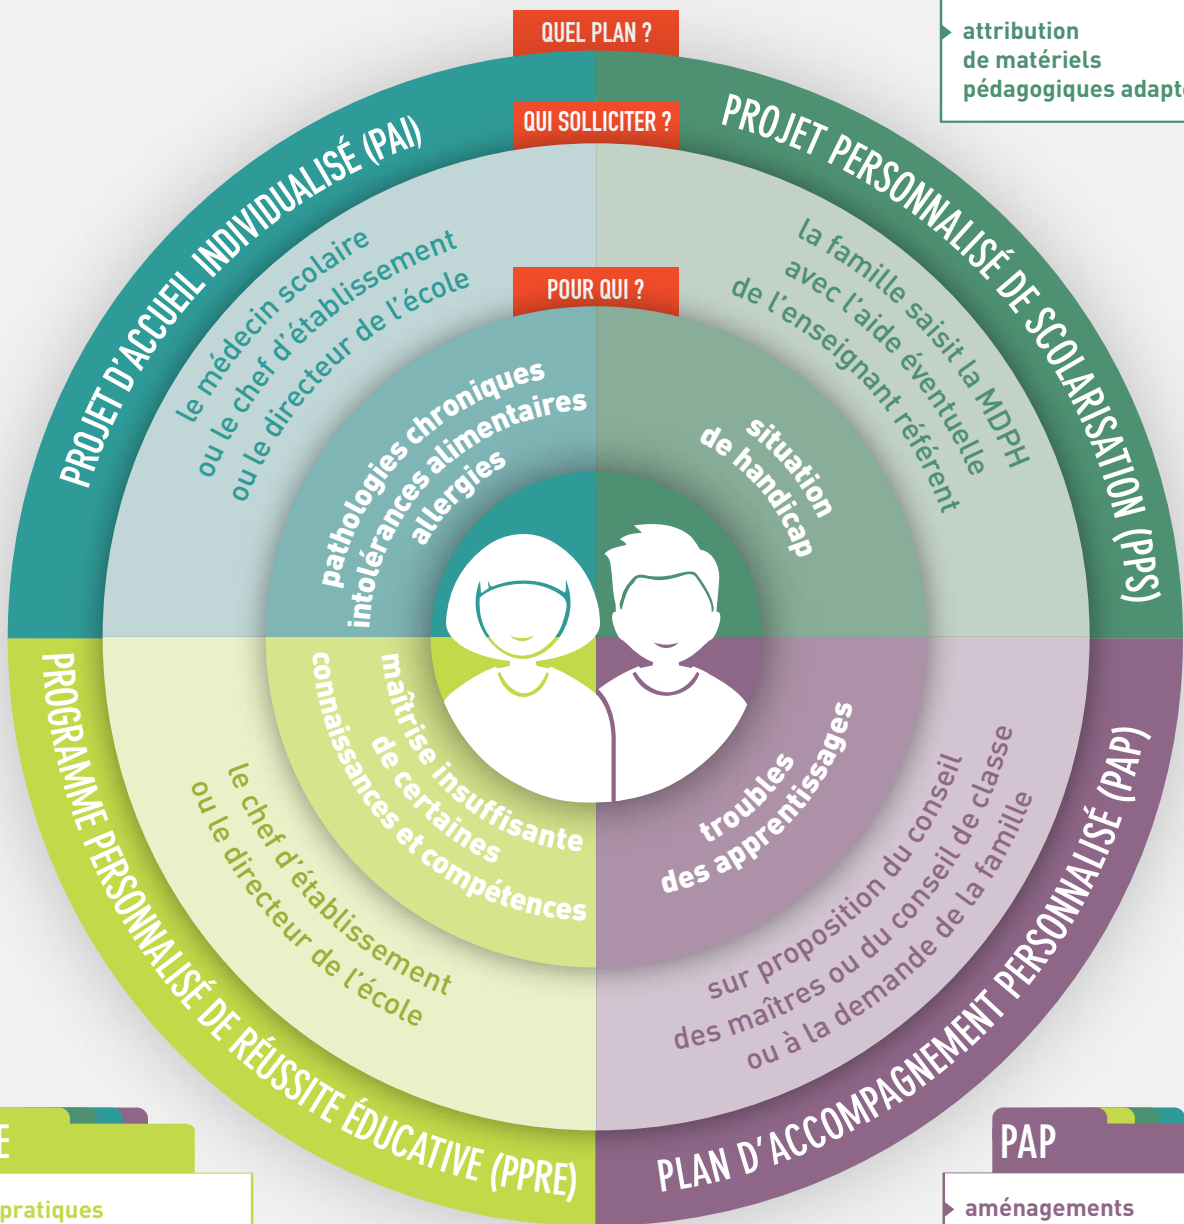 QUEL PLAN ?
attribution
de matériels
pédagogiques
QUI SOLLICITER ?
PROJET D'ACCUEIL INDIVIDUALISÉ (PAI)
PROJET PERSONNALISÉ DE SCOLARISATION (PPS)
le médecin scolaire
ou le chef d'établissement
ou le directeur de l'école
la famille saisit la MDPH
avec l'aide éventuelle
de l'enseignant référent
POUR QUI ?
pathologies chroniques
intolérances alimentaires
allergies
situation
de handicap
maîtrise insuffisante
de certaines
connaissances et compétences
troubles
des apprentissages
le chef d'établissement
ou le directeur de l'école
sur proposition du conseil
des maîtres ou du conseil de classe
ou à la demande de la famille
PROGRAMME PERSONNALISÉ DE RÉUSSITE ÉDUCATIVE (PPRE)
PLAN D'ACCOMPAGNEMENT PERSONNALISÉ (PAP)
E
pratiques
PAP
aménagements